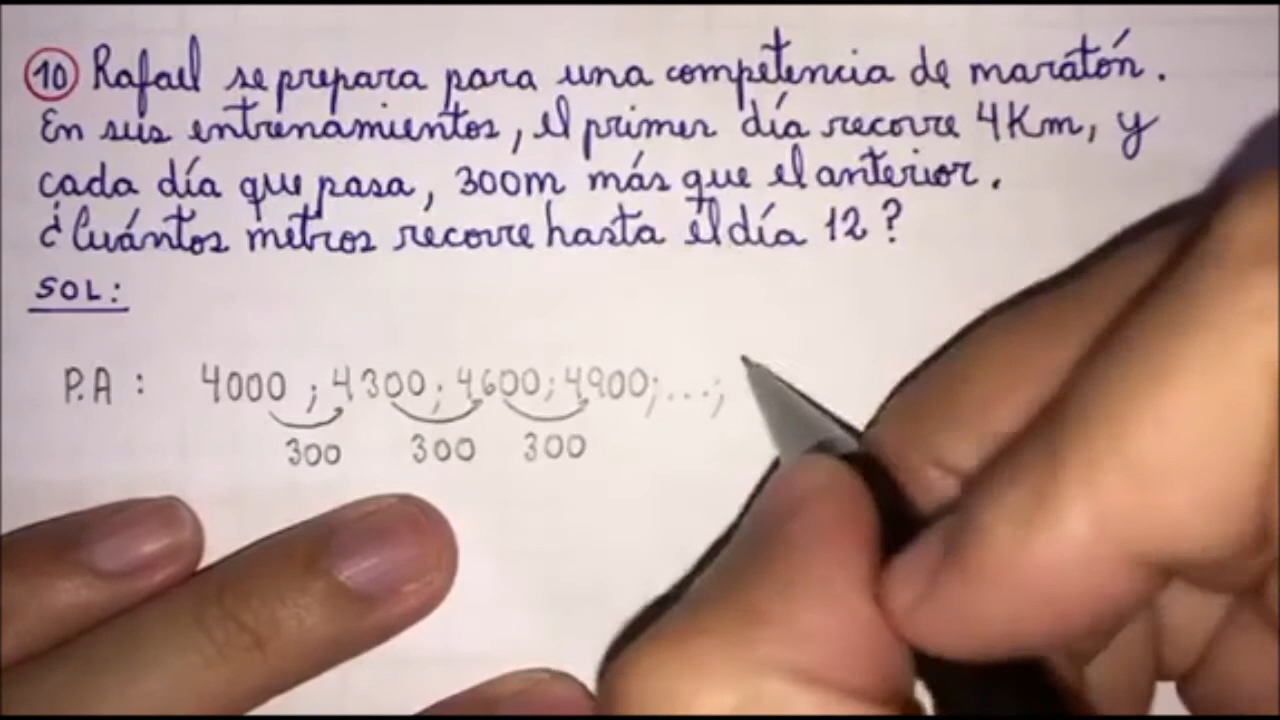 10 Rafael se prepara para una competencia de maratón.
En sus entrenamientos, el primer día recorre 4Km, y
cada día que pasa, 300m más que el anterior.
¿Cuántos metros recorre hasta el día 12?
SOL:
P.A : 4000 ; 4300 ; 4600 ; 4900 ; ... ;
300 300 300